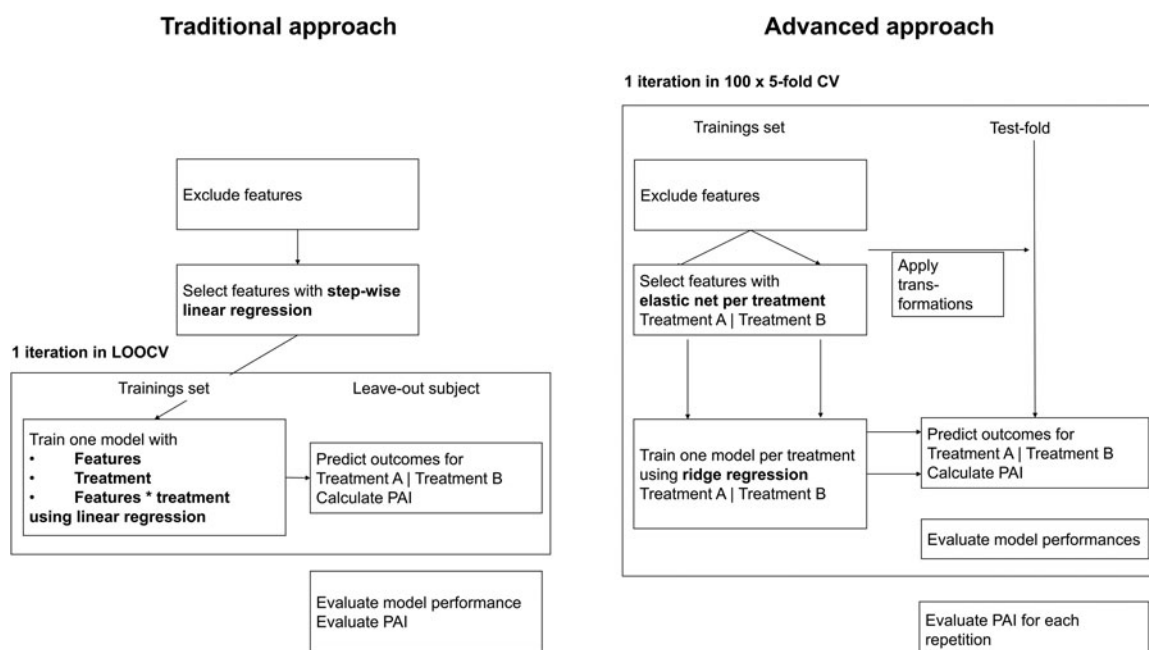 Traditional approach
Exclude features
Select features with step-wise
linear regression
1 iteration in LOOCV
Trainings set
Leave-out subject
Train one model with
• Features
• Treatment
• Features * treatment
using linear regression
Predict outcomes for
Treatment A | Treatment B
Calculate PAI
Evaluate model performance
Evaluate PAI
Advanced approach
1 iteration in 100 x 5-fold CV
Trainings set
Test-fold
Exclude features
Select features with
elastic net per treatment
Treatment A | Treatment B
Apply
trans-
formations
Train one model per treatment
using ridge regression
Treatment A | Treatment B
Predict outcomes for
Treatment A | Treatment B
Calculate PAI
Evaluate model performances
Evaluate PAI for each
repetition